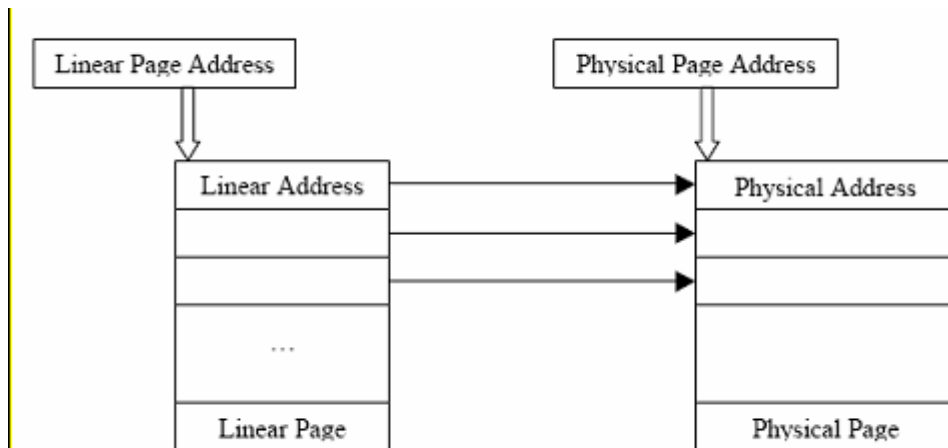 Linear Page Address
Physical Page Address
Linear Address
Physical Address
...
Linear Page
Physical Page